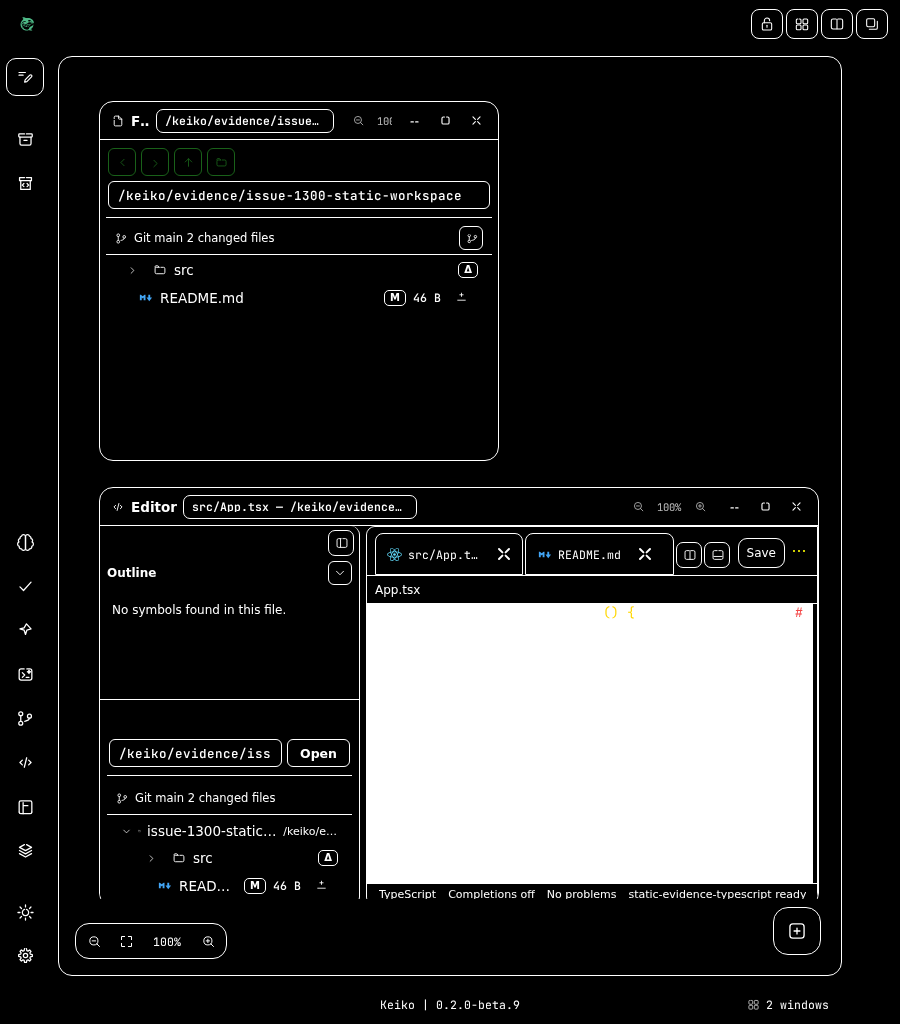 F.. /keiko/evidence/issue… 10
/keiko/evidence/issue-1300-static-workspace
Git main 2 changed files
src Δ
README.md M 46 B
Editor src/App.tsx — /keiko/evidence… 100%
src/App.t… README.md Save ...
Outline
App.tsx
No symbols found in this file.
() { #
/keiko/evidence/iss Open
Git main 2 changed files
issue-1300-static… /keiko/e…
src Δ
READ… M 46 B
TypeScript Completions off No problems static-evidence-typescript ready
100%
Keiko | 0.2.0-beta.9 2 windows